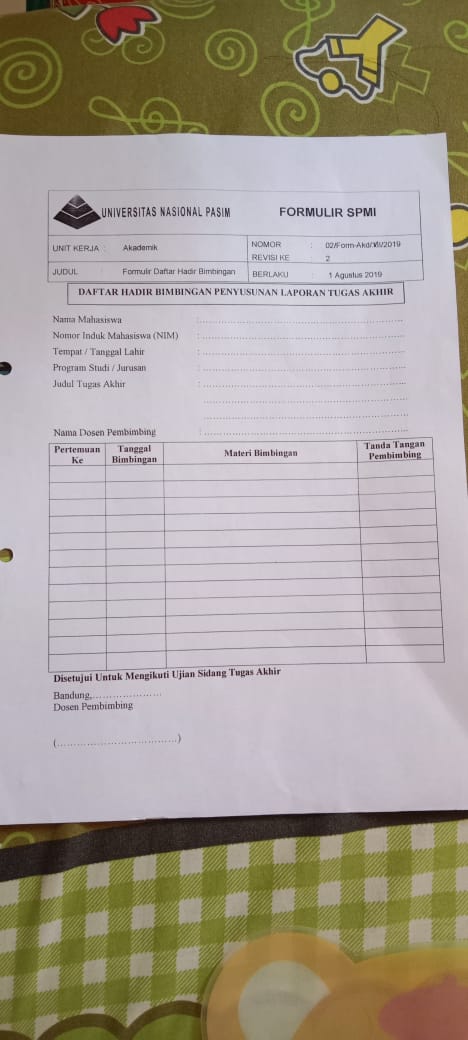 UNIVERSITAS NASIONAL PASIM
FORMULIR SPMI
UNIT KERJA : Akademik
NOMOR : 02/Form-Akd/VII/2019
REVISI KE 2
JUDUL : Formulir Daftar Hadir Bimbingan
BERLAKU : 1 Agustus 2019
DAFTAR HADIR BIMBINGAN PENYUSUNAN LAPORAN TUGAS AKHIR
Nama Mahasiswa :
Nomor Induk Mahasiswa (NIM) :
Tempat / Tanggal Lahir :
Program Studi / Jurusan :
Judul Tugas Akhir :
Nama Dosen Pembimbing :
Pertemuan Ke
Tanggal Bimbingan
Materi Bimbingan
Tanda Tangan Pembimbing
Disetujui Untuk Mengikuti Ujian Sidang Tugas Akhir
Bandung,.....................
Dosen Pembimbing
(....................................)